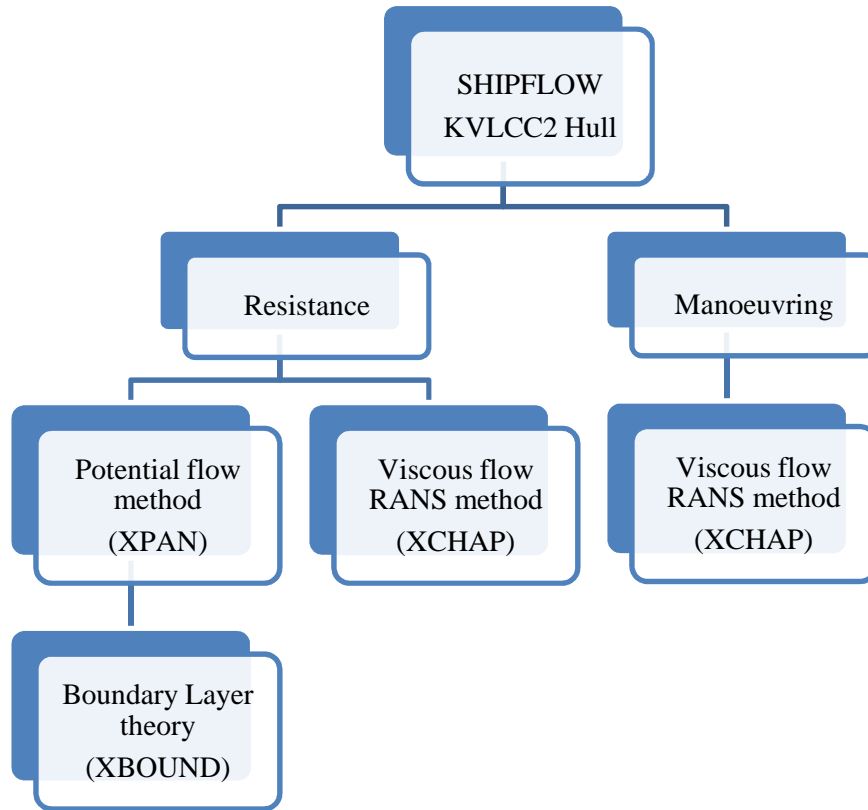 SHIPFLOW
KVLCC2 Hull
Resistance
Manoeuvring
Potential flow
method
(XPAN)
Viscous flow
RANS method
(XCHAP)
Viscous flow
RANS method
(XCHAP)
Boundary Layer
theory
(XBOUND)